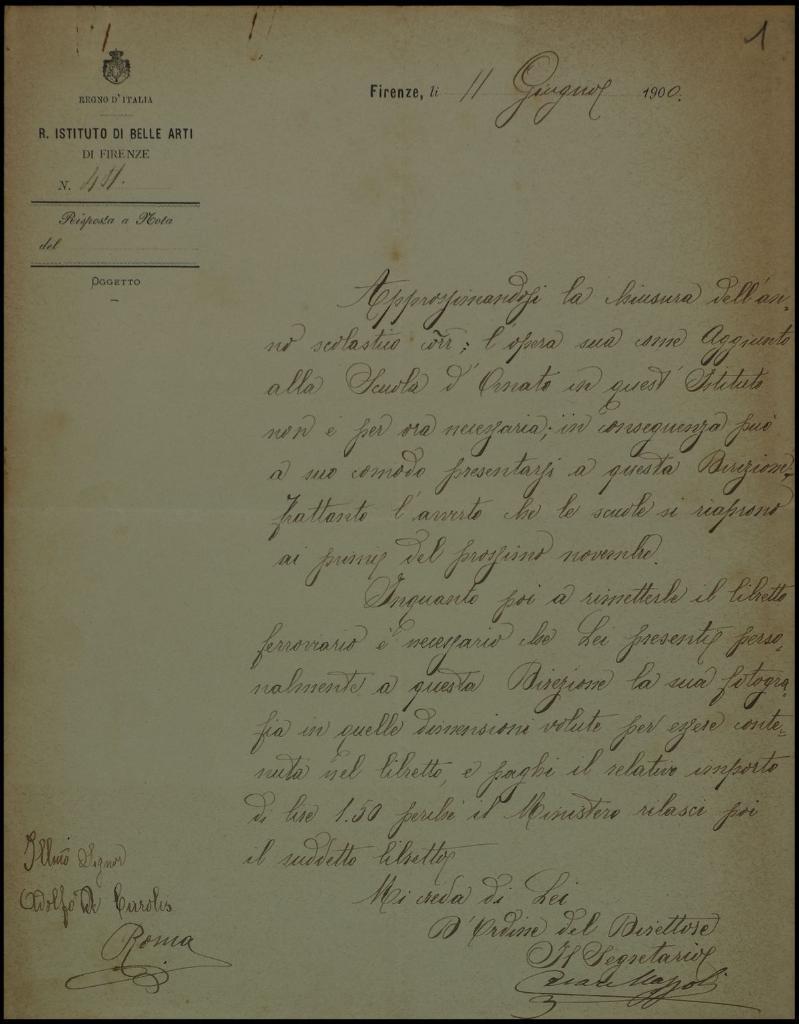 1
REGNO D'ITALIA
R. ISTITUTO DI BELLE ARTI
DI FIRENZE
N.
Risposta a Nota
del
OGGETTO
Firenze, li 11 Giugno 1900.
Approssimandosi la chiusura dell'an=
no scolastico corr; l'opera sua come Aggiunto
alla Scuola d'Ornato in quest'Istituto
non è per ora necessaria; in conseguenza può
a suo comodo presentarsi a questa Direzione,
frattanto l'avverto che le scuole si riaprono
ai primi del prossimo novembre.
Inquanto poi a rimetterle il libretto
ferroviario è necessario che Lei presenti perso=
nalmente a questa Direzione la sua fotogra=
fia in quelle dimensioni volute per essere conte=
nuta nel libretto, e paghi il relativo importo
di lire 1.50 perchè il Ministero rilasci poi
il suddetto libretto
Mi creda di Lei
D'Ordine del Direttore
Il Segretario
Illmo Signor
Adolfo De Carolis
Roma